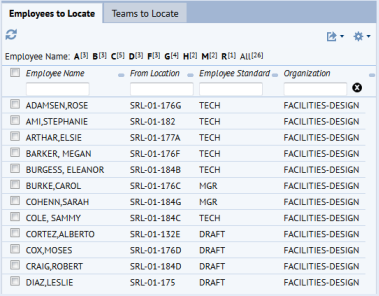 Employees to Locate Teams to Locate
Employee Name: A[3] B[3] C[5] D[3] F[3] G[4] H[2] M[2] R[1] All[26]
Employee Name From Location Employee Standard Organization
ADAMSEN,ROSE SRL-01-176G TECH FACILITIES-DESIGN
AMI,STEPHANIE SRL-01-182 TECH FACILITIES-DESIGN
ARTHAR,ELSIE SRL-01-177A TECH FACILITIES-DESIGN
BARKER, MEGAN SRL-01-176F TECH FACILITIES-DESIGN
BURGESS, ELEANOR SRL-01-184B TECH FACILITIES-DESIGN
BURKE,CAROL SRL-01-176C MGR FACILITIES-DESIGN
COHENN,SARAH SRL-01-184G MGR FACILITIES-DESIGN
COLE, SAMMY SRL-01-184C TECH FACILITIES-DESIGN
CORTEZ,ALBERTO SRL-01-132E DRAFT FACILITIES-DESIGN
COX,MOSES SRL-01-176D DRAFT FACILITIES-DESIGN
CRAIG,ROBERT SRL-01-184D DRAFT FACILITIES-DESIGN
DIAZ,LESLIE SRL-01-175 DRAFT FACILITIES-DESIGN